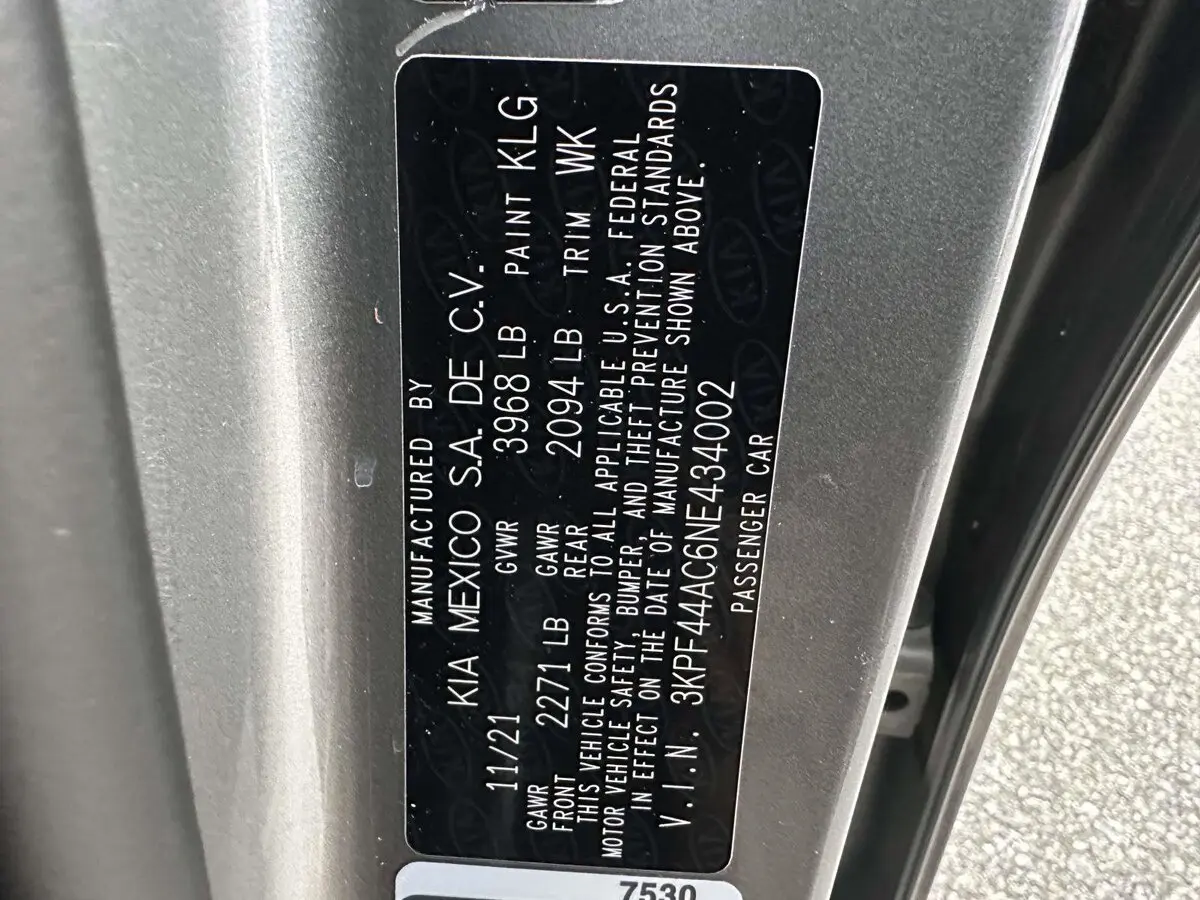 MANUFACTURED BY
KIA MEXICO S.A. DE C.V.
11/21 GVWR 3968 LB PAINT KLG
GAWR FRONT 2271 LB GAWR REAR 2094 LB TRIM WK
THIS VEHICLE CONFORMS TO ALL APPLICABLE U.S.A. FEDERAL
MOTOR VEHICLE SAFETY, BUMPER, AND THEFT PREVENTION STANDARDS
IN EFFECT ON THE DATE OF MANUFACTURE SHOWN ABOVE.
V.I.N. 3KPF44AC6NE434002
PASSENGER CAR
KIA
7530